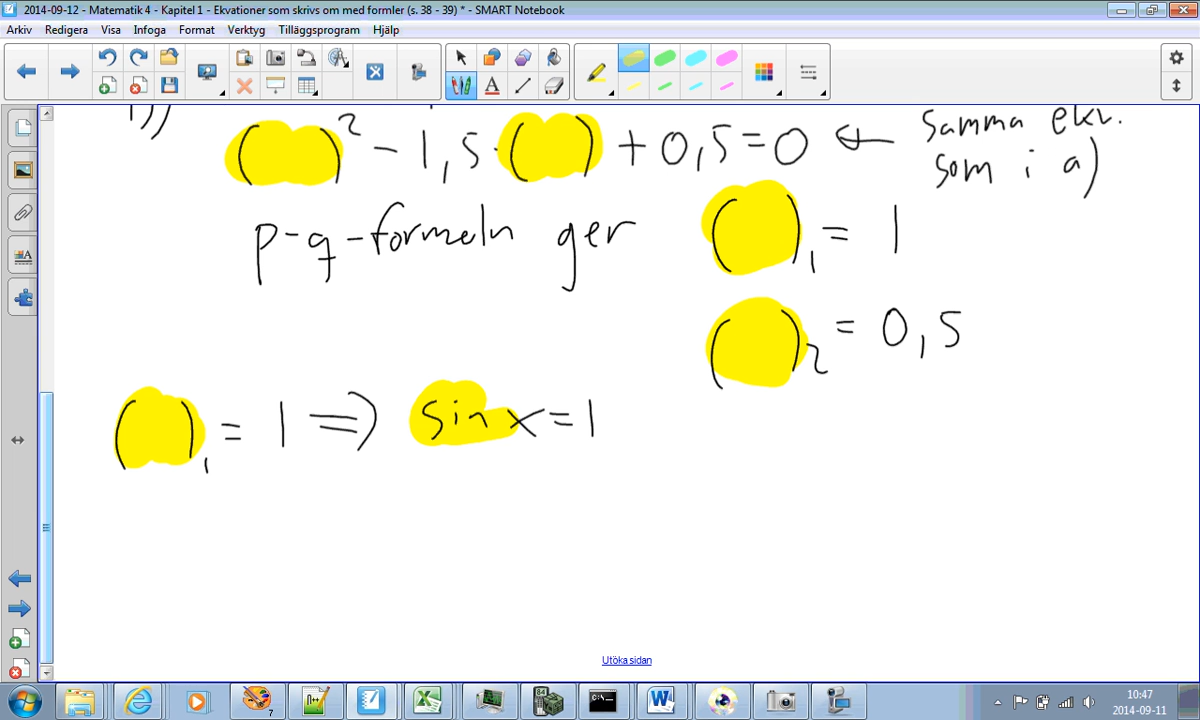 2014-09-12 - Matematik 4 - Kapitel 1 - Ekvationer som skrivs om med formler (s. 38 - 39) * - SMART Notebook
Arkiv Redigera Visa Infoga Format Verktyg Tilläggsprogram Hjälp
( )² - 1,5 · ( ) + 0,5 = 0 ← samma ekv. som i a)
p-q-formeln ger ( )₁ = 1
( )₂ = 0,5
( )₁ = 1 ⇒ sin x = 1
Utöka sidan
10:47
2014-09-11